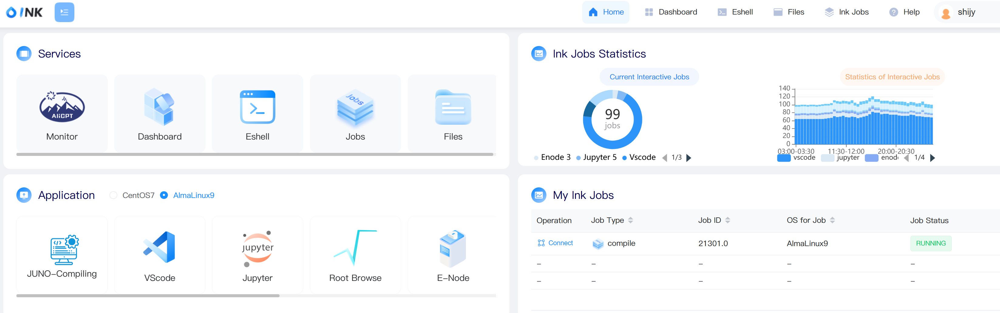 INK
Home
Dashboard
Eshell
Files
Ink Jobs
Help
shijy
Services
AliCPT
Monitor
Dashboard
Eshell
Jobs
Jobs
Files
Ink Jobs Statistics
Current Interactive Jobs
99
jobs
Enode 3
Jupyter 5
Vscode
1/3
Statistics of Interactive Jobs
140
120
100
80
60
40
20
0
03:00-03:30
11:30-12:00
20:00-20:30
vscode
jupyter
enod
1/4
Application
CentOS7
AlmaLinux9
JUNO-Compiling
VScode
jupyter
Jupyter
Root Browse
E-Node
My Ink Jobs
Operation Job Type Job ID OS for Job Job Status
Connect compile 21301.0 AlmaLinux9 RUNNING
– – – – –
– – – – –